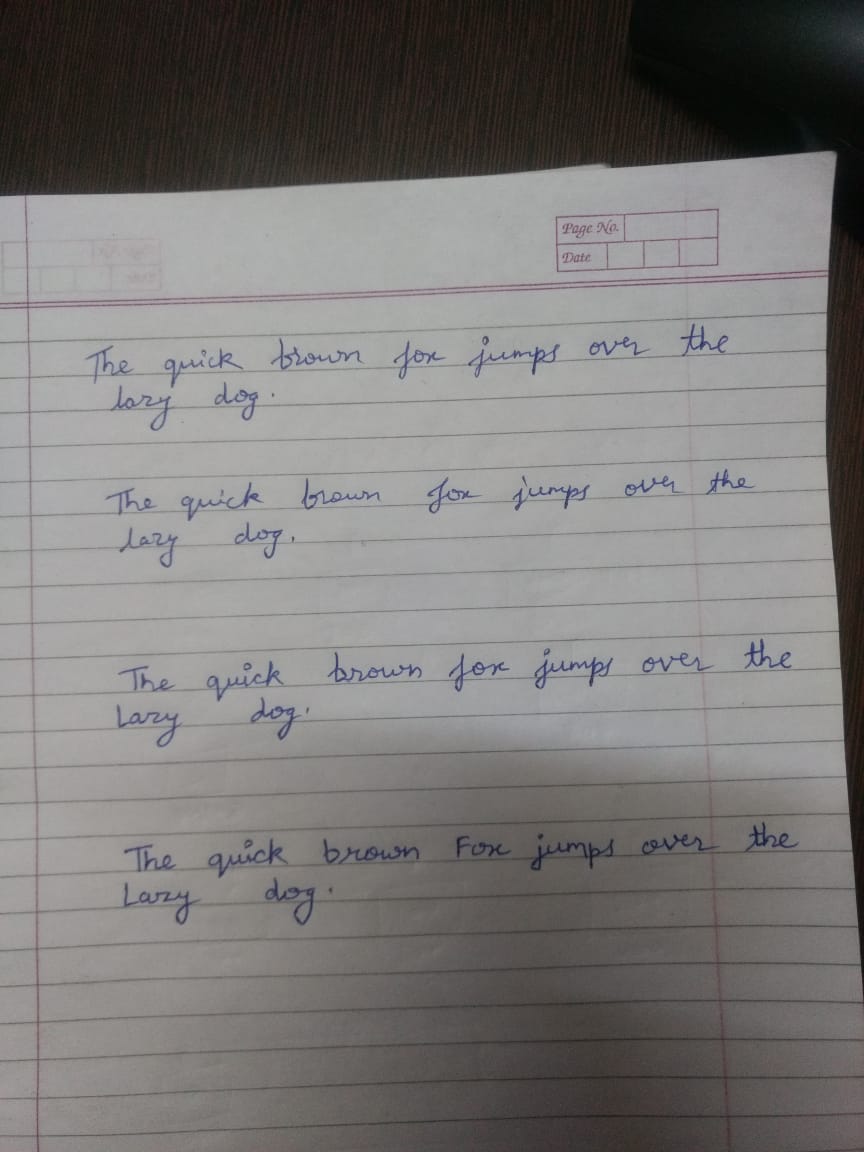 Page No.
Date
The quick brown fox jumps over the
lazy dog.
The quick brown fox jumps over the
lazy dog.
The quick brown fox jumps over the
Lazy dog.
The quick brown Fox jumps over the
Lazy dog.